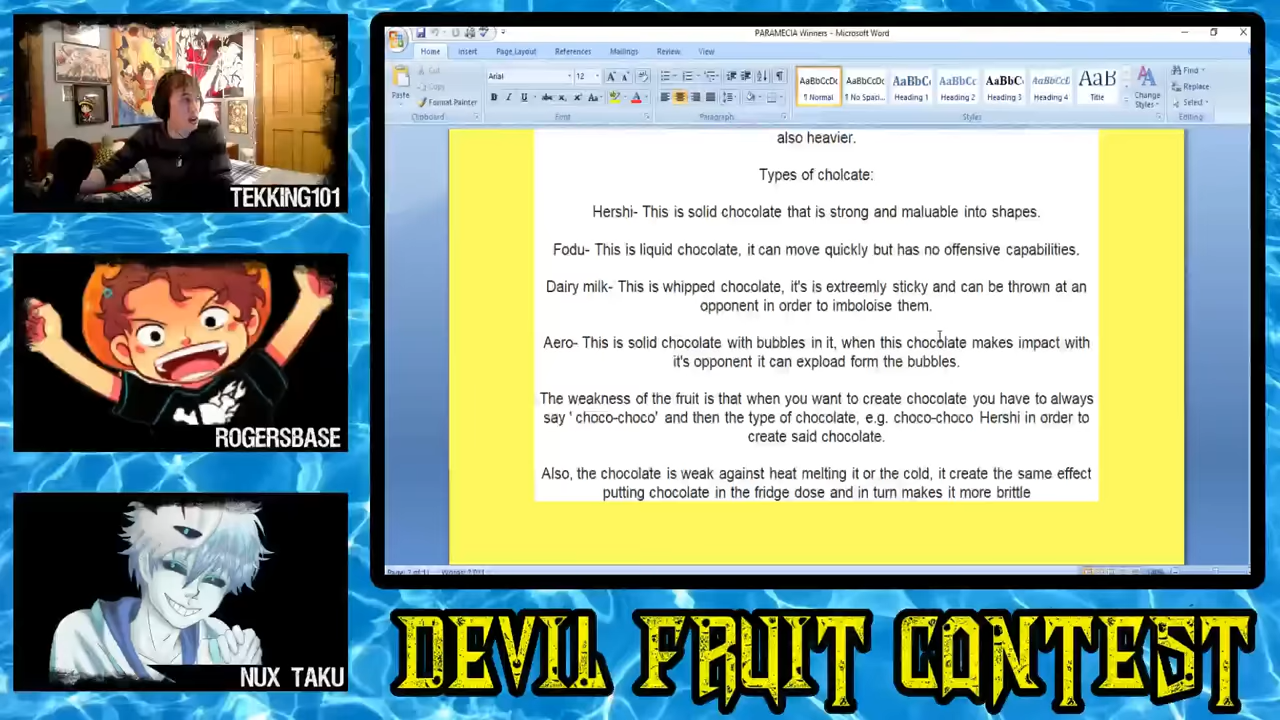 TEKKING101
ROGERSBASE
NUX TAKU
PARAMECIA Winners - Microsoft Word
Home Insert Page Layout References Mailings Review View
Paste
Cut
Copy
Format Painter
Clipboard
Arial 12
Font
Paragraph
AaBbCcDc AaBbCcDc AaBbC AaBbCc AaBbC AaBbCc AaB
¶ Normal ¶ No Spaci... Heading 1 Heading 2 Heading 3 Heading 4 Title
Change Styles
Styles
Find
Replace
Select
Editing
also heavier.
Types of cholcate:
Hershi- This is solid chocolate that is strong and maluable into shapes.
Fodu- This is liquid chocolate, it can move quickly but has no offensive capabilities.
Dairy milk- This is whipped chocolate, it's is extreemly sticky and can be thrown at an
opponent in order to imboloise them.
Aero- This is solid chocolate with bubbles in it, when this chocolate makes impact with
it's opponent it can expload form the bubbles.
The weakness of the fruit is that when you want to create chocolate you have to always
say ' choco-choco' and then the type of chocolate, e.g. choco-choco Hershi in order to
create said chocolate.
Also, the chocolate is weak against heat melting it or the cold, it create the same effect
putting chocolate in the fridge dose and in turn makes it more brittle
DEVIL FRUIT CONTEST